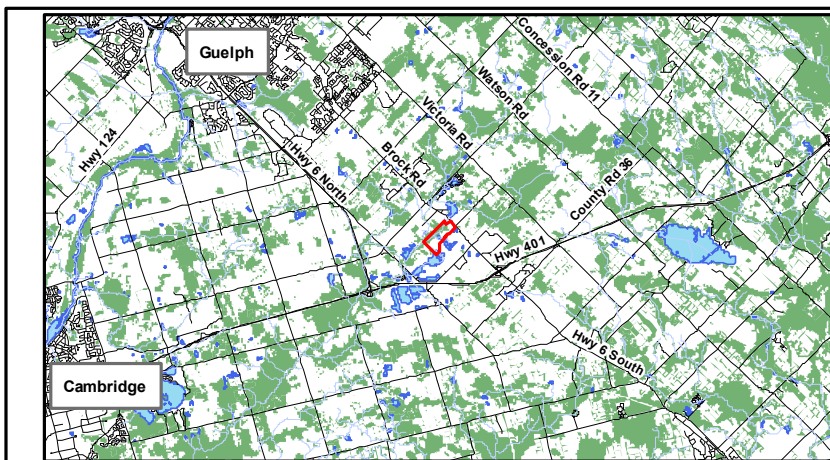 Guelph
Concession Rd 11
Watson Rd
Victoria Rd
Brock Rd
Hwy 6 North
Hwy 124
County Rd 36
Hwy 401
Hwy 6 South
Cambridge